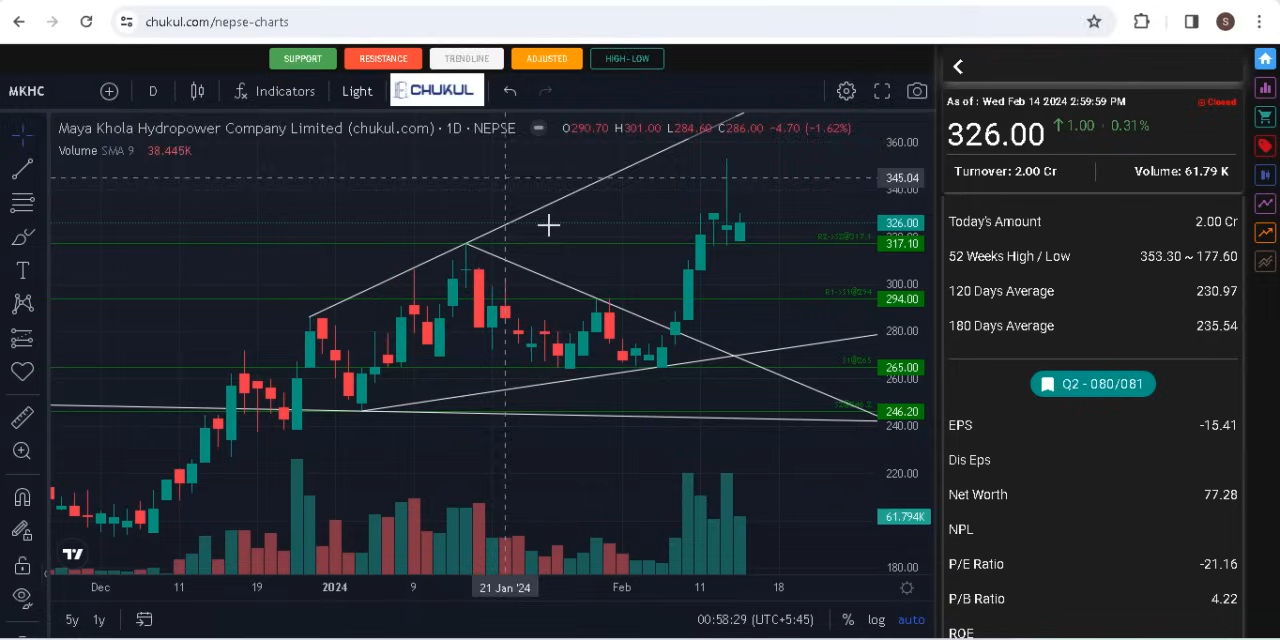 chukul.com/nepse-charts
S
SUPPORT RESISTANCE TRENDLINE ADJUSTED HIGH-LOW
MKHC D Indicators Light CHUKUL
Maya Khola Hydropower Company Limited (chukul.com) · 1D · NEPSE O290.70 H301.00 L284.60 C286.00 -4.70 (-1.62%)
Volume SMA 9 38.445K
360.00
345.04
340.00
326.00
317.10
300.00
294.00
280.00
265.00
260.00
246.20
240.00
220.00
61.794K
180.00
Dec 11 19 2024 9 21 Jan '24 Feb 11 18
5y 1y 00:58:29 (UTC+5:45) % log auto
As of : Wed Feb 14 2024 2:59:59 PM Closed
326.00 ↑ 1.00 · 0.31%
Turnover: 2.00 Cr Volume: 61.79 K
Today's Amount 2.00 Cr
52 Weeks High / Low 353.30 ~ 177.60
120 Days Average 230.97
180 Days Average 235.54
Q2 - 080/081
EPS -15.41
Dis Eps
Net Worth 77.28
NPL
P/E Ratio -21.16
P/B Ratio 4.22
ROE